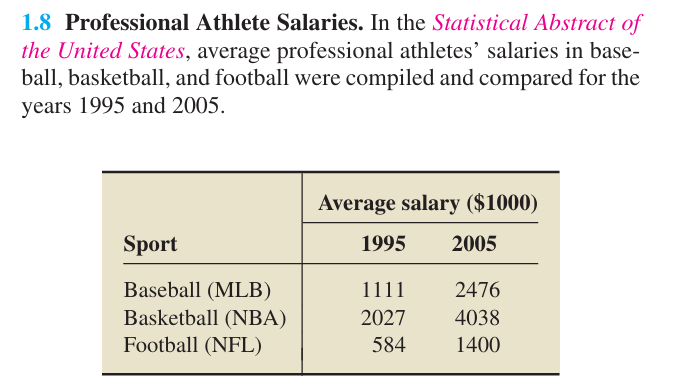 1.8 Professional Athlete Salaries. In the Statistical Abstract of
the United States, average professional athletes’ salaries in base-
ball, basketball, and football were compiled and compared for the
years 1995 and 2005.
Average salary ($1000)
Sport 1995 2005
Baseball (MLB) 1111 2476
Basketball (NBA) 2027 4038
Football (NFL) 584 1400